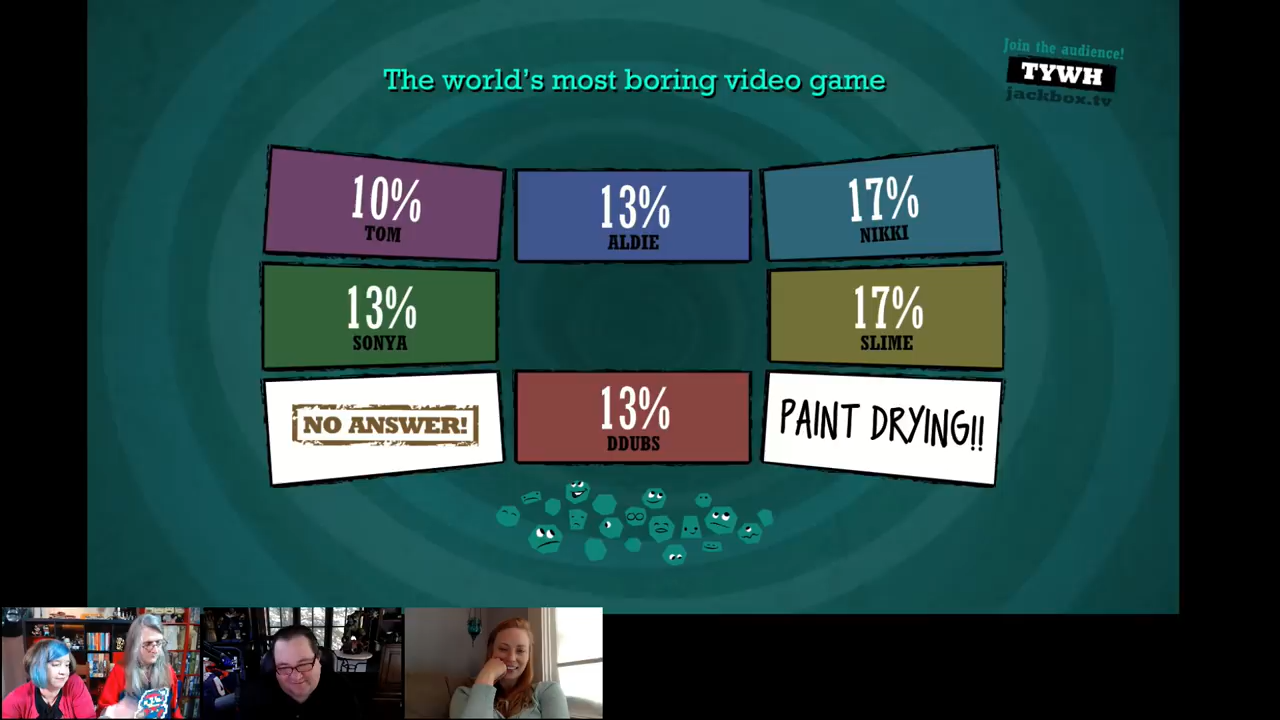 Join the audience!
The world's most boring video game
TYWH
jackbox.tv
10%
TOM
13%
ALDIE
17%
NIKKI
13%
SONYA
17%
SLIME
NO ANSWER!
13%
DDUBS
PAINT DRYING!!